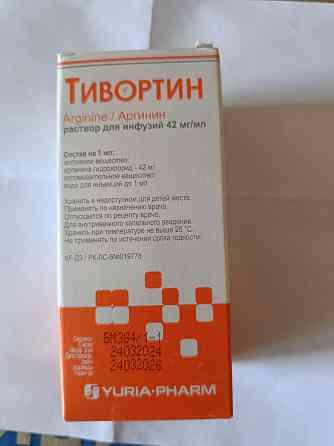 ТИВОРТИН
Arginine / Аргинин
раствор для инфузий 42 мг/мл
Состав на 1 мл:
активное вещество:
аргинина гидрохлорид - 42 мг
вспомогательное вещество:
вода для инъекций до 1 мл
Хранить в недоступном для детей месте.
Применять по назначению врача.
Отпускается по рецепту врача.
Для внутривенного капельного введения.
Хранить при температуре не выше 25 °С.
Не применять по истечении срока годности.
БМ364/1-1
24032024
24032026
YURiA-PHARM